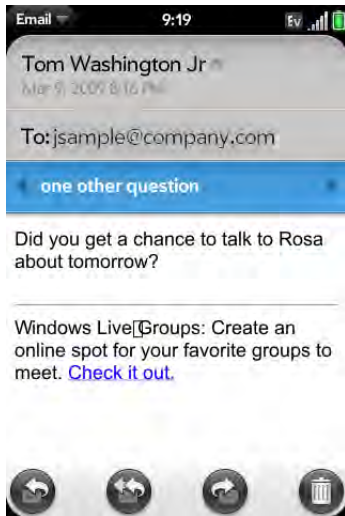 Email
9:19
Ev
Tom Washington Jr
Mar 9, 2009 8:16 PM
To: jsample@company.com
one other question
Did you get a chance to talk to Rosa
about tomorrow?
Windows Live Groups: Create an
online spot for your favorite groups to
meet. Check it out.